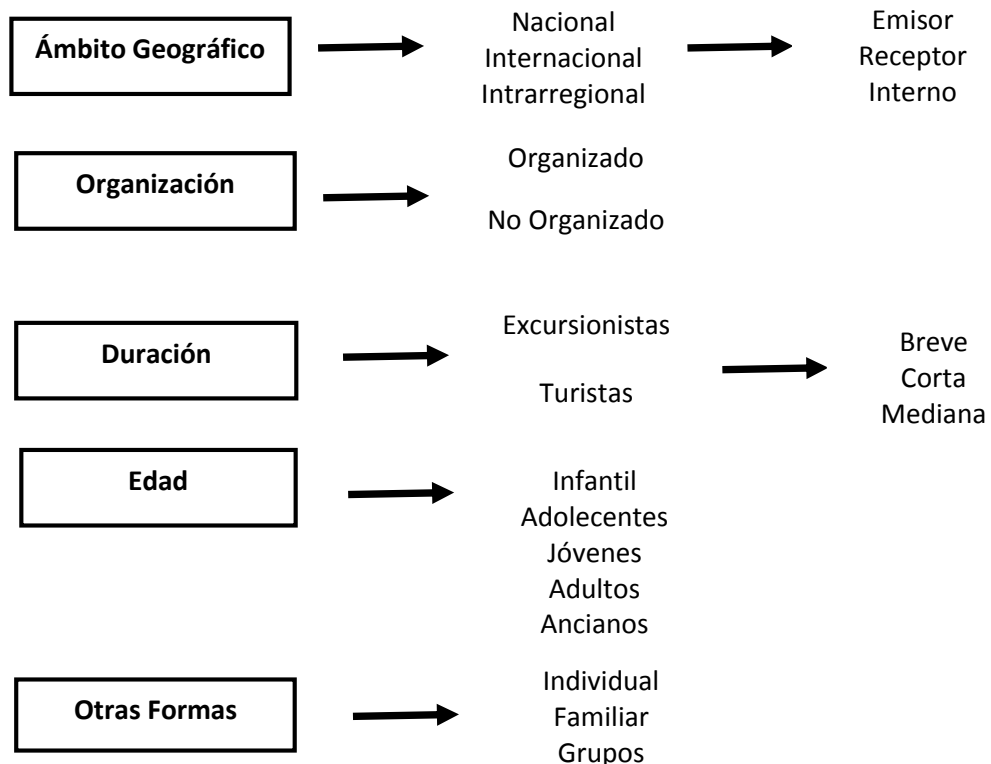 Ámbito Geográfico
Nacional
Internacional
Intrarregional
Emisor
Receptor
Interno
Organización
Organizado
No Organizado
Duración
Excursionistas
Turistas
Breve
Corta
Mediana
Edad
Infantil
Adolecentes
Jóvenes
Adultos
Ancianos
Otras Formas
Individual
Familiar
Grupos